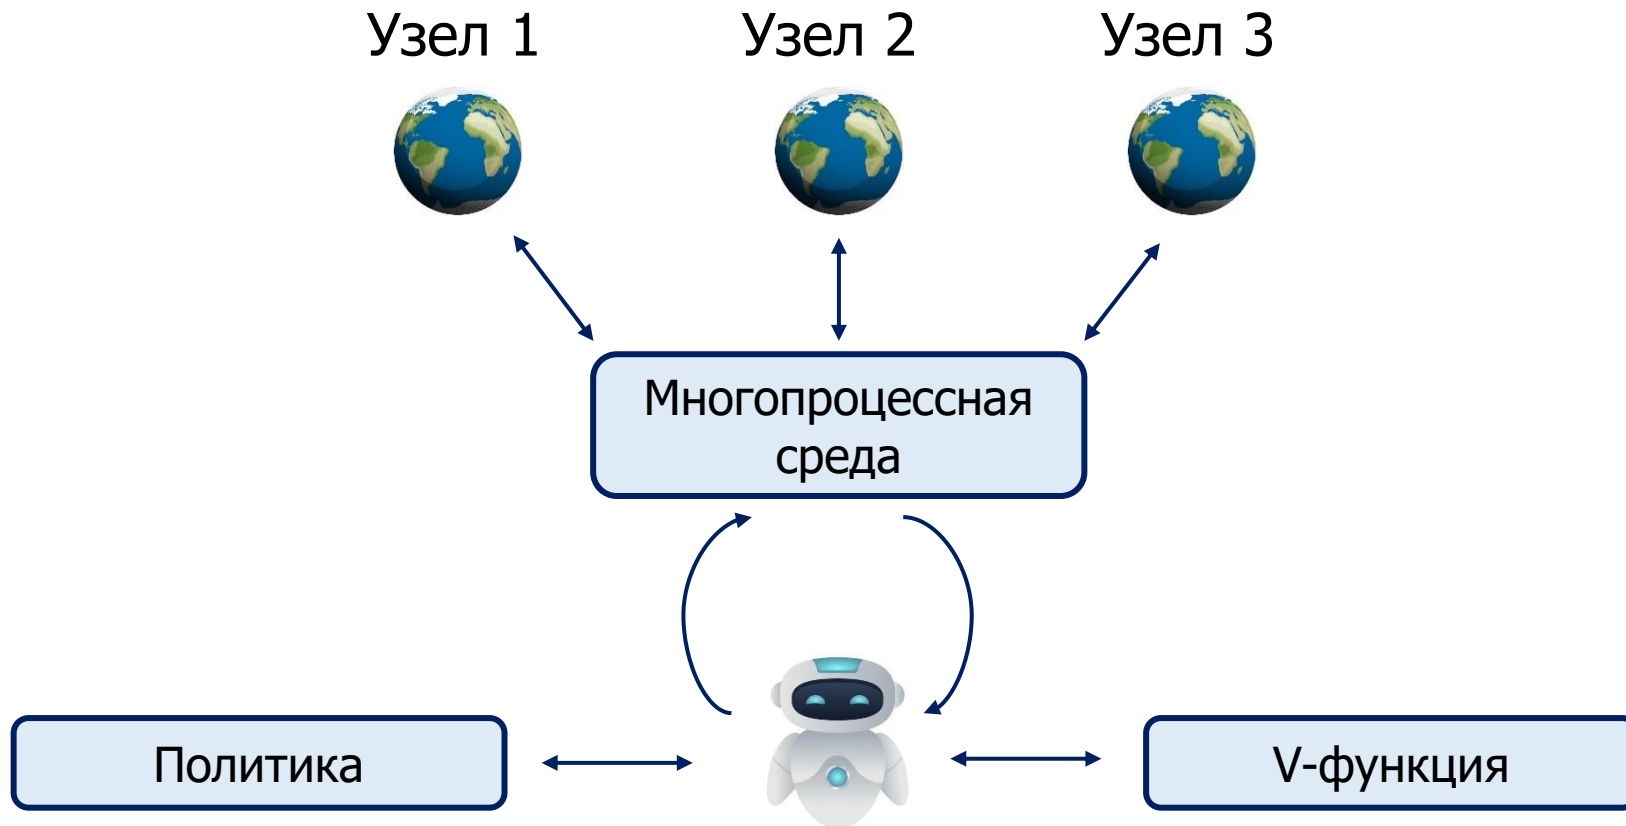 Узел 1
Узел 2
Узел 3
Многопроцессная
среда
Политика
V-функция